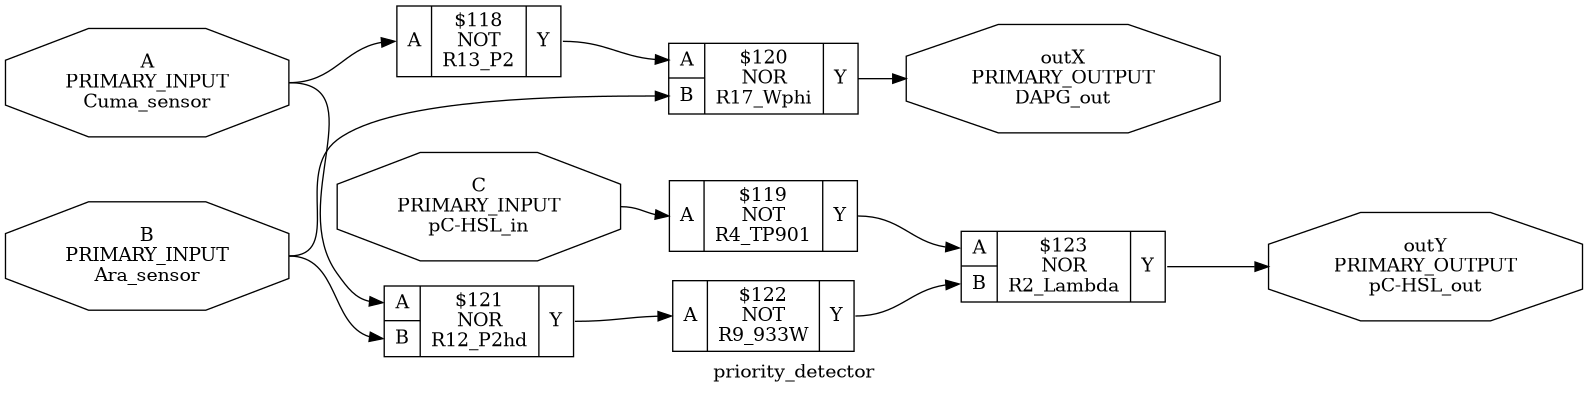 A
PRIMARY_INPUT
Cuma_sensor
B
PRIMARY_INPUT
Ara_sensor
A
$118
NOT
R13_P2
Y
C
PRIMARY_INPUT
pC-HSL_in
A
B
$121
NOR
R12_P2hd
Y
A
B
$120
NOR
R17_Wphi
Y
A
$119
NOT
R4_TP901
Y
A
$122
NOT
R9_933W
Y
outX
PRIMARY_OUTPUT
DAPG_out
A
B
$123
NOR
R2_Lambda
Y
outY
PRIMARY_OUTPUT
pC-HSL_out
priority_detector